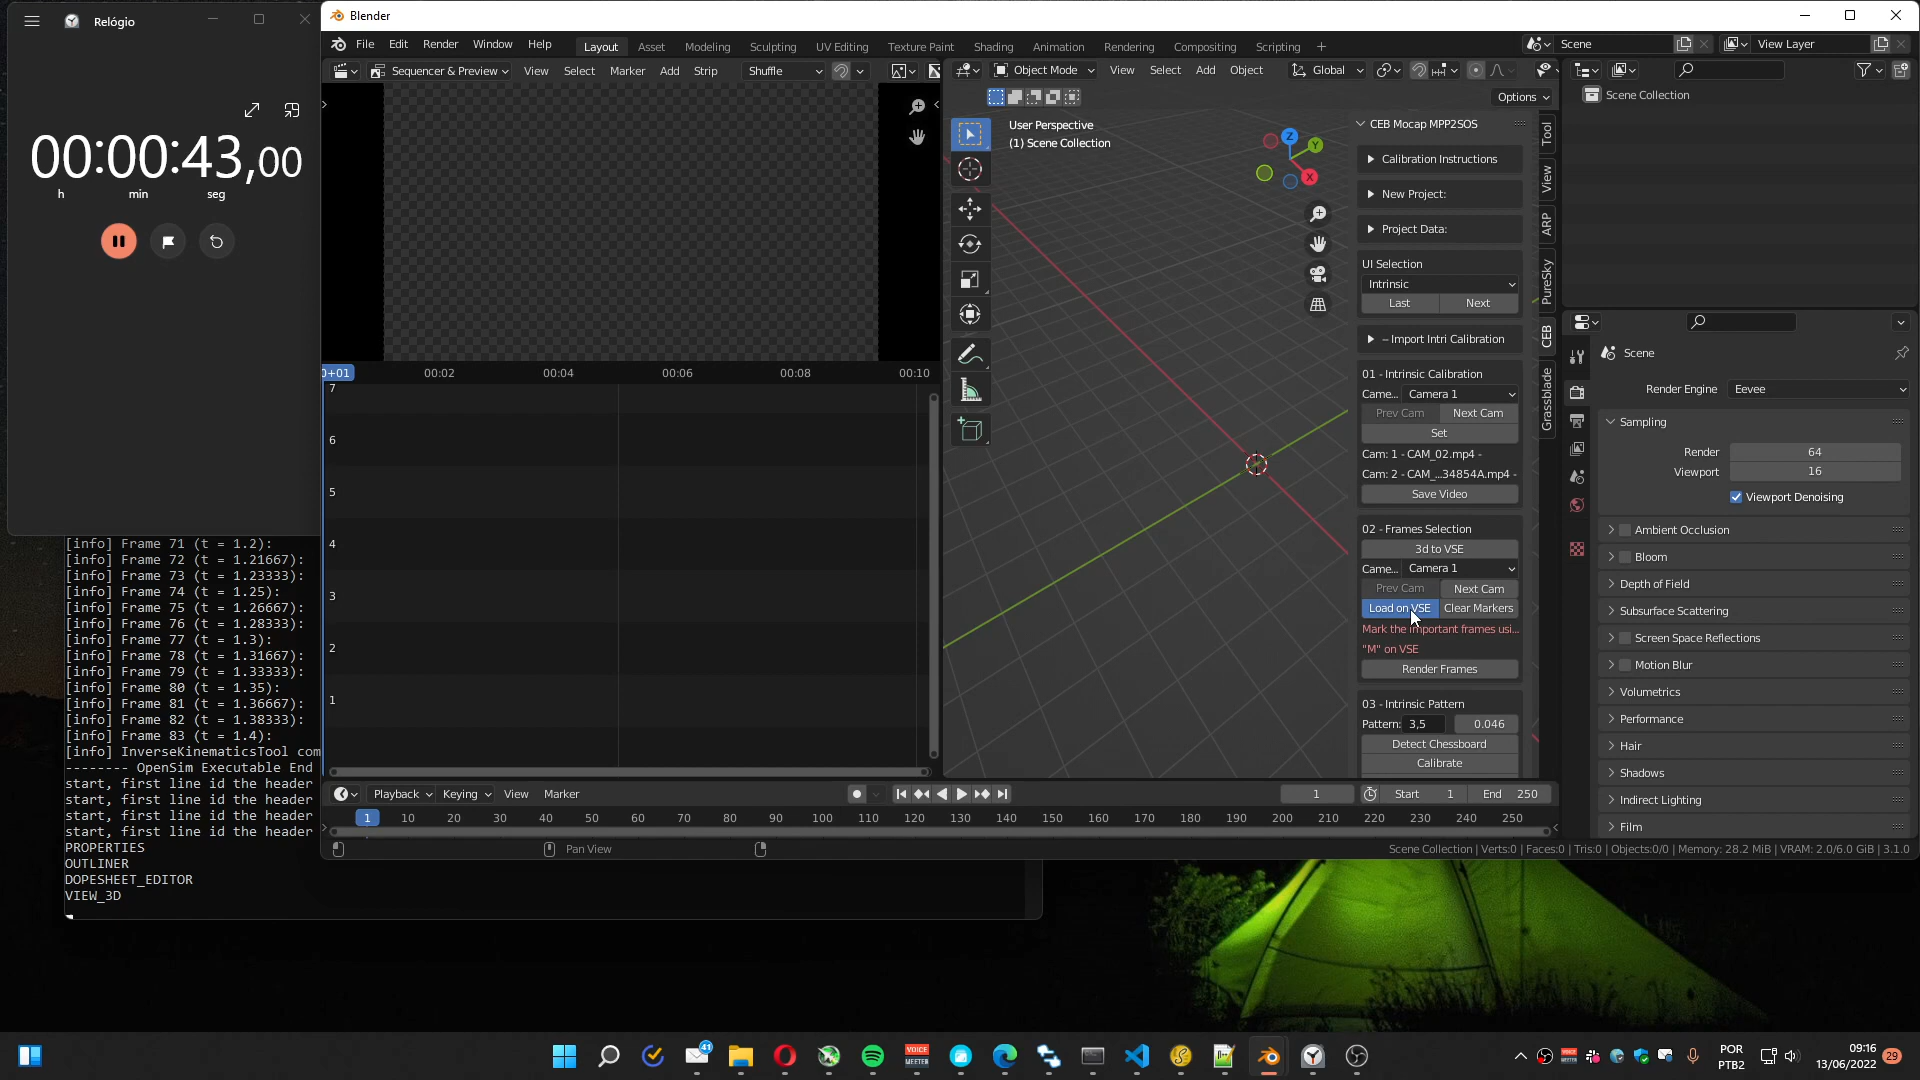 Relógio
00:00:43,00
h min seg
[info] Frame 71 (t = 1.2):
[info] Frame 72 (t = 1.21667):
[info] Frame 73 (t = 1.23333):
[info] Frame 74 (t = 1.25):
[info] Frame 75 (t = 1.26667):
[info] Frame 76 (t = 1.28333):
[info] Frame 77 (t = 1.3):
[info] Frame 78 (t = 1.31667):
[info] Frame 79 (t = 1.33333):
[info] Frame 80 (t = 1.35):
[info] Frame 81 (t = 1.36667):
[info] Frame 82 (t = 1.38333):
[info] Frame 83 (t = 1.4):
[info] InverseKinematicsTool com
-------- OpenSim Executable End
start, first line id the header
start, first line id the header
start, first line id the header
start, first line id the header
PROPERTIES
OUTLINER
DOPESHEET_EDITOR
VIEW_3D
Blender
File Edit Render Window Help Layout Asset Modeling Sculpting UV Editing Texture Paint Shading Animation Rendering Compositing Scripting + Scene View Layer
Sequencer & Preview View Select Marker Add Strip Shuffle
0+01 00:02 00:04 00:06 00:08 00:10
7
6
5
4
3
2
1
Object Mode View Select Add Object Global
Options
User Perspective
(1) Scene Collection
Z
Y
X
CEB Mocap MPP2SOS
Calibration Instructions
New Project:
Project Data:
UI Selection
Intrinsic
Last Next
– Import Intri Calibration
01 - Intrinsic Calibration
Came... Camera 1
Prev Cam Next Cam
Set
Cam: 1 - CAM_02.mp4 -
Cam: 2 - CAM_...34854A.mp4 -
Save Video
02 - Frames Selection
3d to VSE
Came... Camera 1
Prev Cam Next Cam
Load on VSE Clear Markers
Mark the important frames usi...
"M" on VSE
Render Frames
03 - Intrinsic Pattern
Pattern: 3,5 0.046
Detect Chessboard
Calibrate
Tool
View
ARP
PureSky
CEB
Grassblade
Scene Collection
Scene
Render Engine Eevee
Sampling
Render 64
Viewport 16
Viewport Denoising
Ambient Occlusion
Bloom
Depth of Field
Subsurface Scattering
Screen Space Reflections
Motion Blur
Volumetrics
Performance
Hair
Shadows
Indirect Lighting
Film
Playback Keying View Marker 1 Start 1 End 250
1 10 20 30 40 50 60 70 80 90 100 110 120 130 140 150 160 170 180 190 200 210 220 230 240 250
Pan View
Scene Collection | Verts:0 | Faces:0 | Tris:0 | Objects:0/0 | Memory: 28.2 MiB | VRAM: 2.0/6.0 GiB | 3.1.0
41
VOICE
MEETER
POR
PTB2
09:16
13/06/2022
29